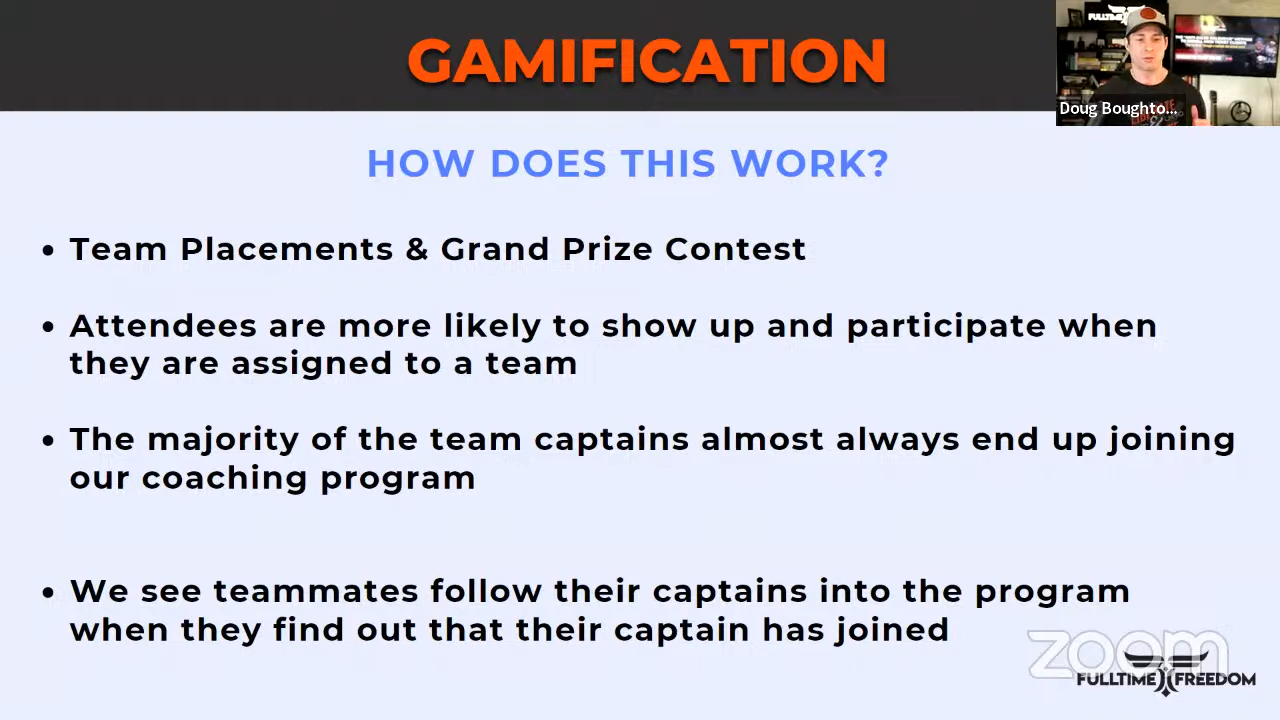 GAMIFICATION
FULLTIME
Doug Boughto...
HOW DOES THIS WORK?
• Team Placements & Grand Prize Contest
• Attendees are more likely to show up and participate when
they are assigned to a team
• The majority of the team captains almost always end up joining
our coaching program
• We see teammates follow their captains into the program
when they find out that their captain has joined
zoom
FULLTIME FREEDOM